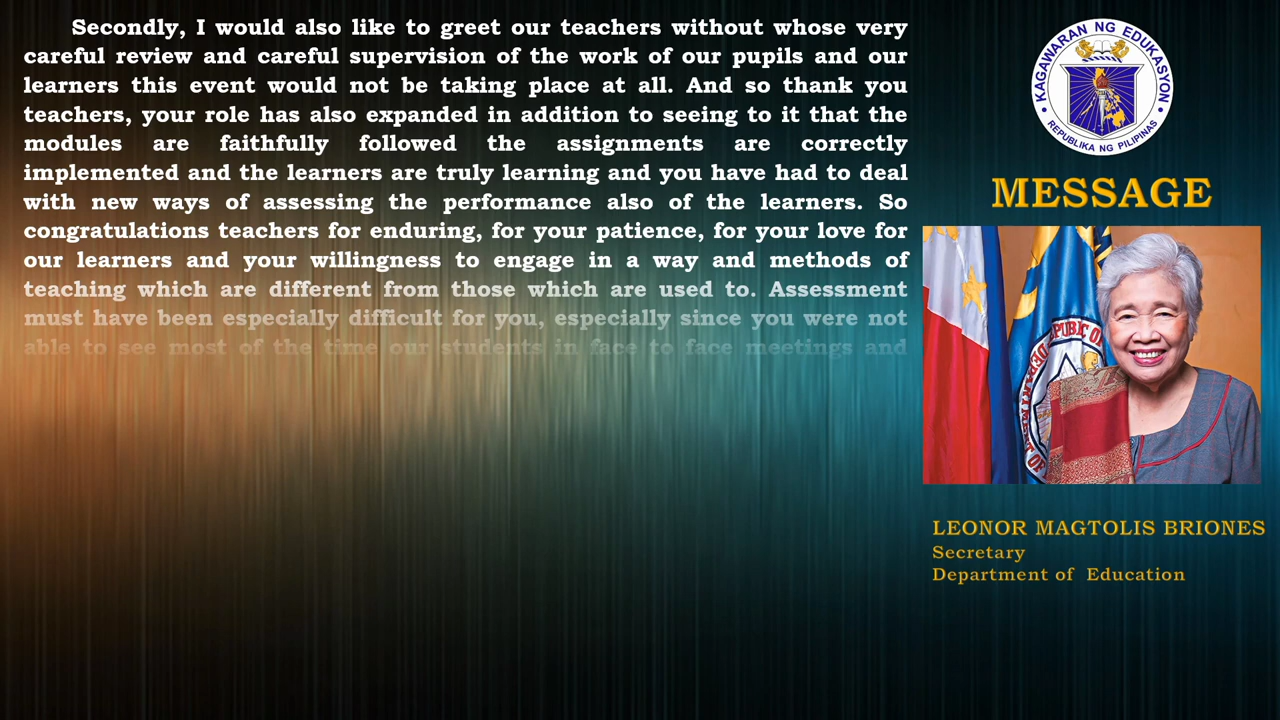 Secondly, I would also like to greet our teachers without whose very
careful review and careful supervision of the work of our pupils and our
learners this event would not be taking place at all. And so thank you
teachers, your role has also expanded in addition to seeing to it that the
modules are faithfully followed the assignments are correctly
implemented and the learners are truly learning and you have had to deal
with new ways of assessing the performance also of the learners. So
congratulations teachers for enduring, for your patience, for your love for
our learners and your willingness to engage in a way and methods of
teaching which are different from those which are used to. Assessment
must have been especially difficult for you, especially since you were not
able to see most of the time our students in face to face meetings and
KAGAWARAN NG EDUKASYON
REPUBLIKA NG PILIPINAS
MESSAGE
LEONOR MAGTOLIS BRIONES
Secretary
Department of Education